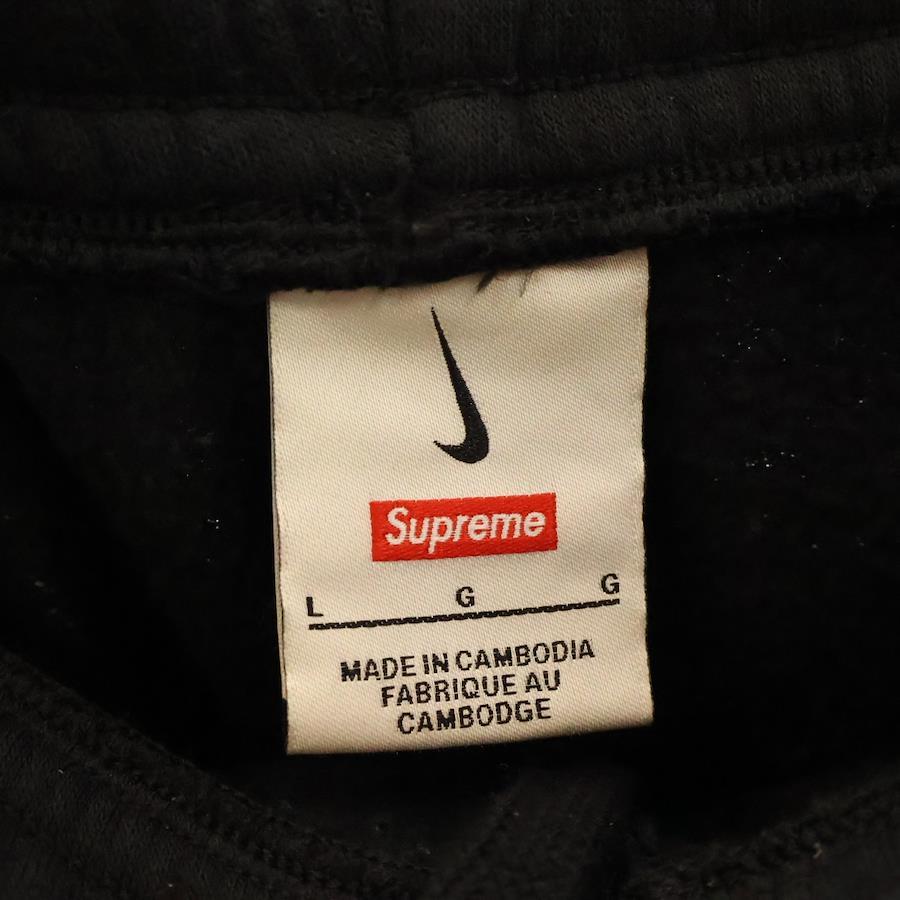 Supreme
L G G
MADE IN CAMBODIA
FABRIQUE AU
CAMBODGE